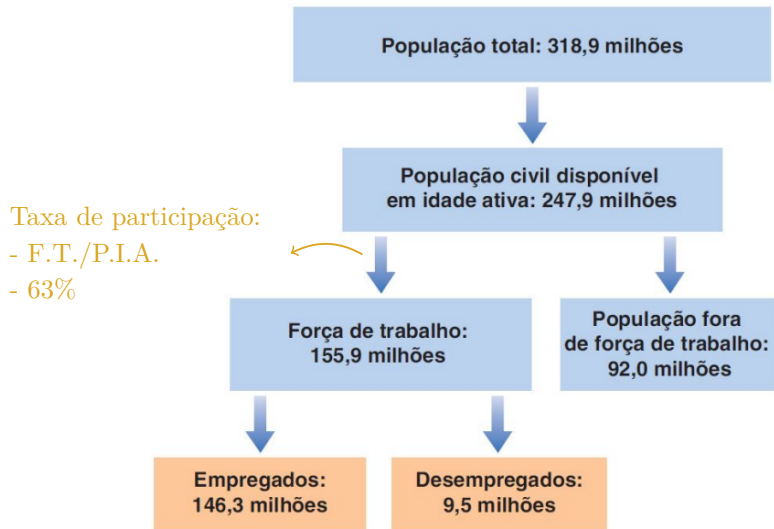 População total: 318,9 milhões
População civil disponível
em idade ativa: 247,9 milhões
Taxa de participação:
- F.T./P.I.A.
- 63%
Força de trabalho:
155,9 milhões
População fora
de força de trabalho:
92,0 milhões
Empregados:
146,3 milhões
Desempregados:
9,5 milhões